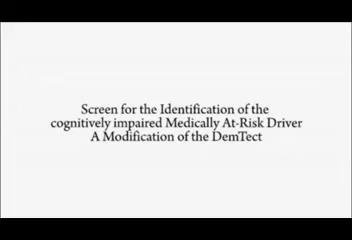 Screen for the Identification of the
cognitively impaired Medically At-Risk Driver
A Modification of the DemTect